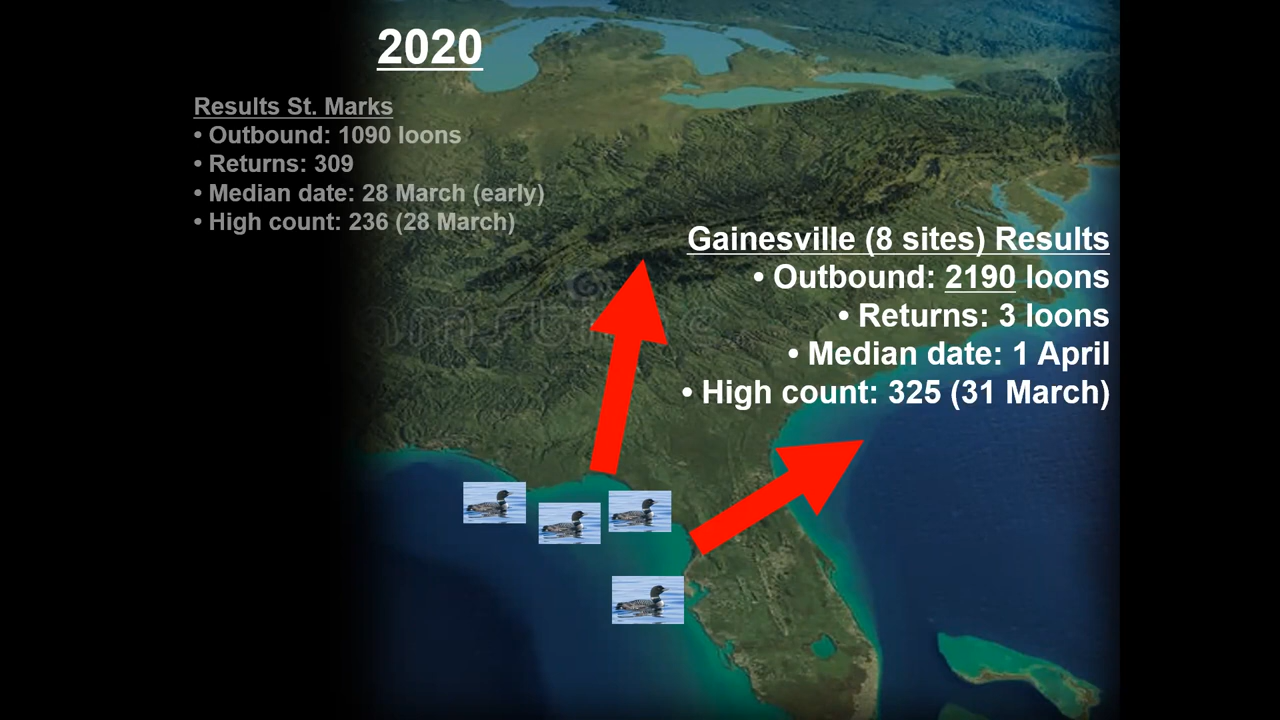 2020
Results St. Marks
• Outbound: 1090 loons
• Returns: 309
• Median date: 28 March (early)
• High count: 236 (28 March)
Gainesville (8 sites) Results
• Outbound: 2190 loons
• Returns: 3 loons
• Median date: 1 April
• High count: 325 (31 March)